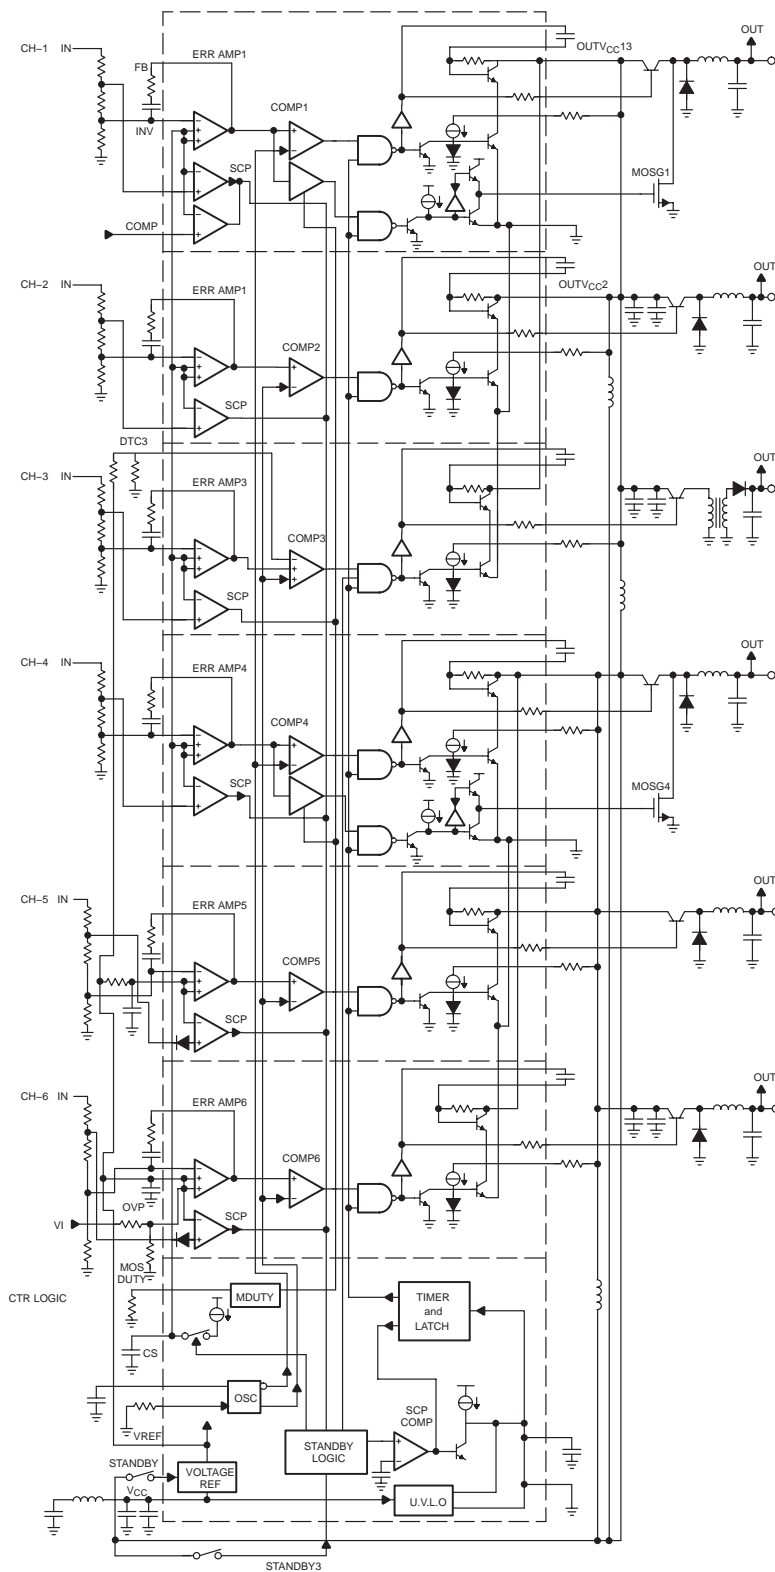 OUT
CH–1 IN
ERR AMP1
OUTVCC13
FB
COMP1
INV
SCP
MOSG1
COMP
OUT
CH–2 IN
ERR AMP1
OUTVCC2
COMP2
SCP
DTC3
OUT
CH–3 IN
ERR AMP3
COMP3
SCP
OUT
CH–4 IN
ERR AMP4
COMP4
SCP
MOSG4
OUT
CH–5 IN
ERR AMP5
COMP5
SCP
OUT
CH–6 IN
ERR AMP6
COMP6
OVP
SCP
VI
MOS
DUTY
CTR LOGIC
MDUTY
TIMER
and
LATCH
CS
OSC
SCP
COMP
VREF
STANDBY
LOGIC
STANDBY
VOLTAGE
REF
VCC
U.V.L.O
STANDBY3